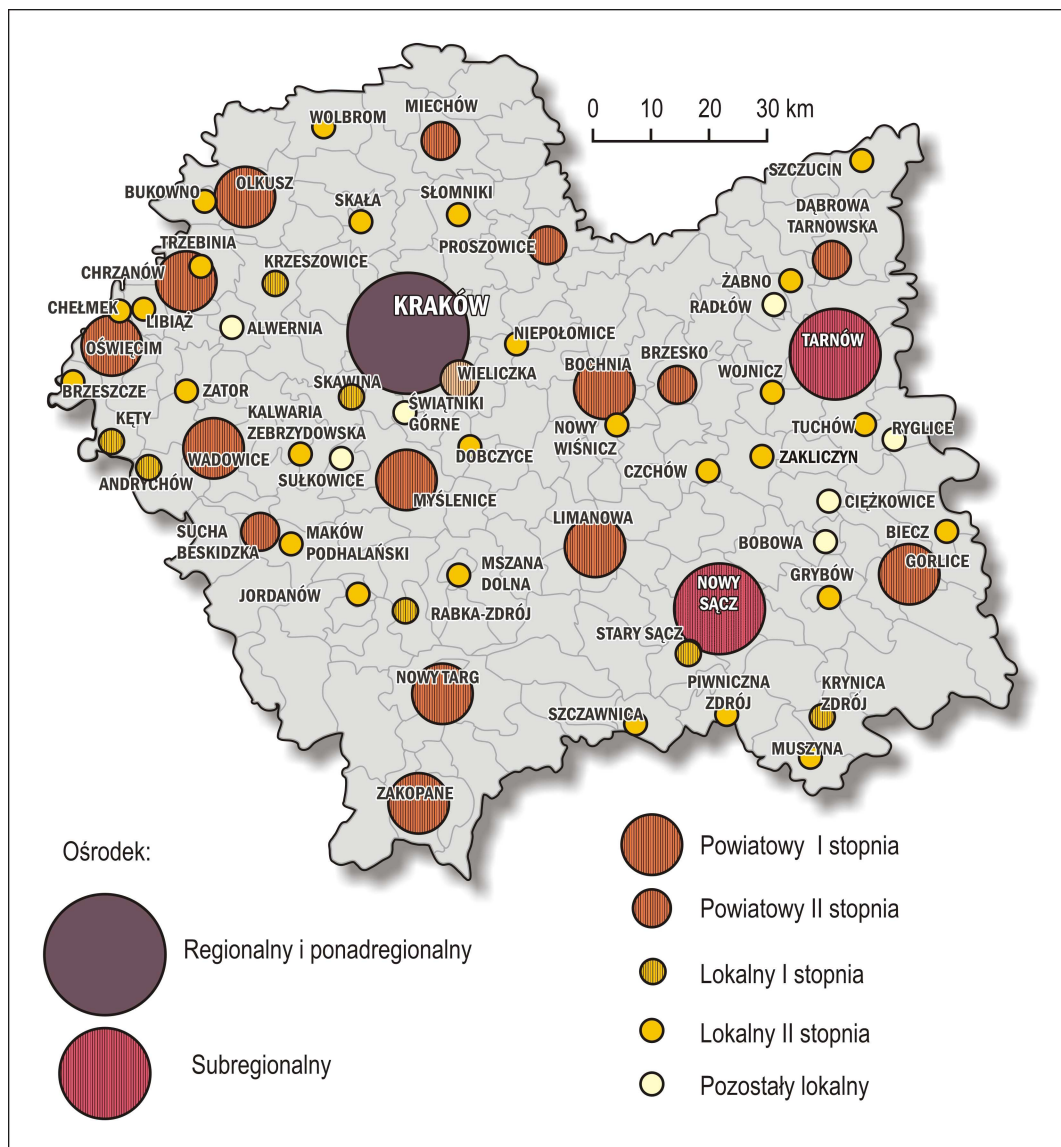 MIECHÓW
WOLBROM
0 10 20 30 km
SZCZUCIN
OLKUSZ
BUKOWNO
SKAŁA
SŁOMNIKI
DĄBROWA
TARNOWSKA
TRZEBINIA
PROSZOWICE
KRZESZOWICE
CHRZANÓW
ŻABNO
KRAKÓW
CHEŁMEK
RADŁÓW
LIBIĄŻ
ALWERNIA
NIEPOŁOMICE
TARNÓW
OŚWIĘCIM
BOCHNIA
BRZESKO
WIELICZKA
WOJNICZ
SKAWINA
BRZESZCZE
ZATOR
ŚWIĄTNIKI
GÓRNE
KĘTY
KALWARIA
ZEBRZYDOWSKA
NOWY
WIŚNICZ
TUCHÓW
RYGLICE
WADOWICE
DOBCZYCE
ZAKLICZYN
ANDRYCHÓW
SUŁKOWICE
CZCHÓW
MYŚLENICE
CIĘŻKOWICE
SUCHA
BESKIDZKA
MAKÓW
PODHALAŃSKI
LIMANOWA
BIECZ
BOBOWA
GORLICE
MSZANA
DOLNA
GRYBÓW
NOWY
SĄCZ
JORDANÓW
RABKA-ZDRÓJ
STARY SĄCZ
NOWY TARG
PIWNICZNA
ZDRÓJ
KRYNICA
ZDRÓJ
SZCZAWNICA
MUSZYNA
ZAKOPANE
Ośrodek:
Regionalny i ponadregionalny
Subregionalny
Powiatowy I stopnia
Powiatowy II stopnia
Lokalny I stopnia
Lokalny II stopnia
Pozostały lokalny